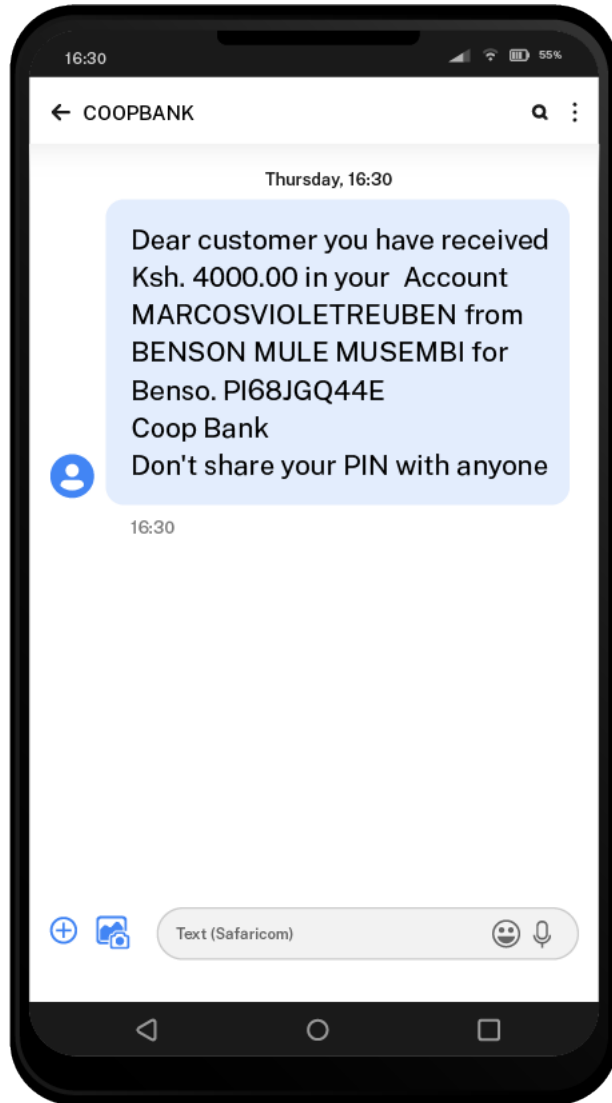 16:30
55%
COOPBANK
Thursday, 16:30
Dear customer you have received
Ksh. 4000.00 in your Account
MARCOSVIOLETREUBEN from
BENSON MULE MUSEMBI for
Benso. PI68JGQ44E
Coop Bank
Don't share your PIN with anyone
16:30
Text (Safaricom)